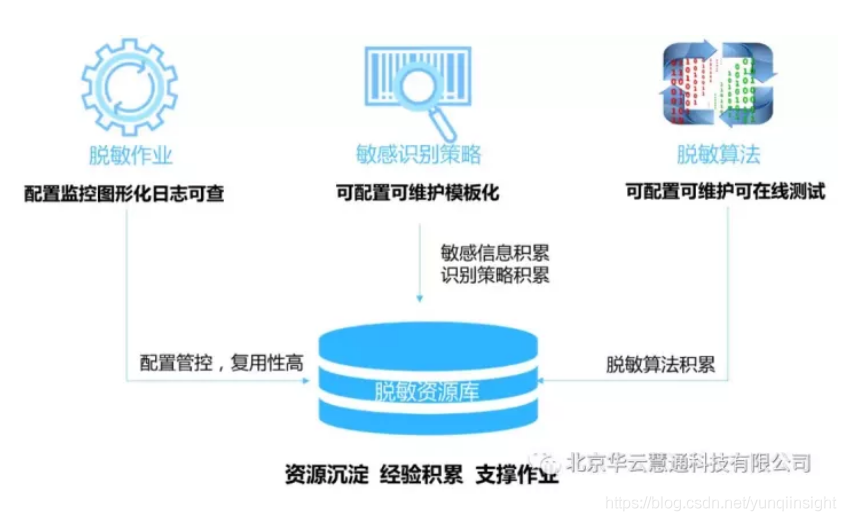 脱敏作业
敏感识别策略
脱敏算法
配置监控图形化日志可查
可配置可维护模板化
可配置可维护可在线测试
敏感信息积累
识别策略积累
配置管控，复用性高
脱敏算法积累
脱敏资源库
北京华云慧通科技有限公司
资源沉淀 经验积累 支撑作业
https://blog.csdn.net/yunqiinsight